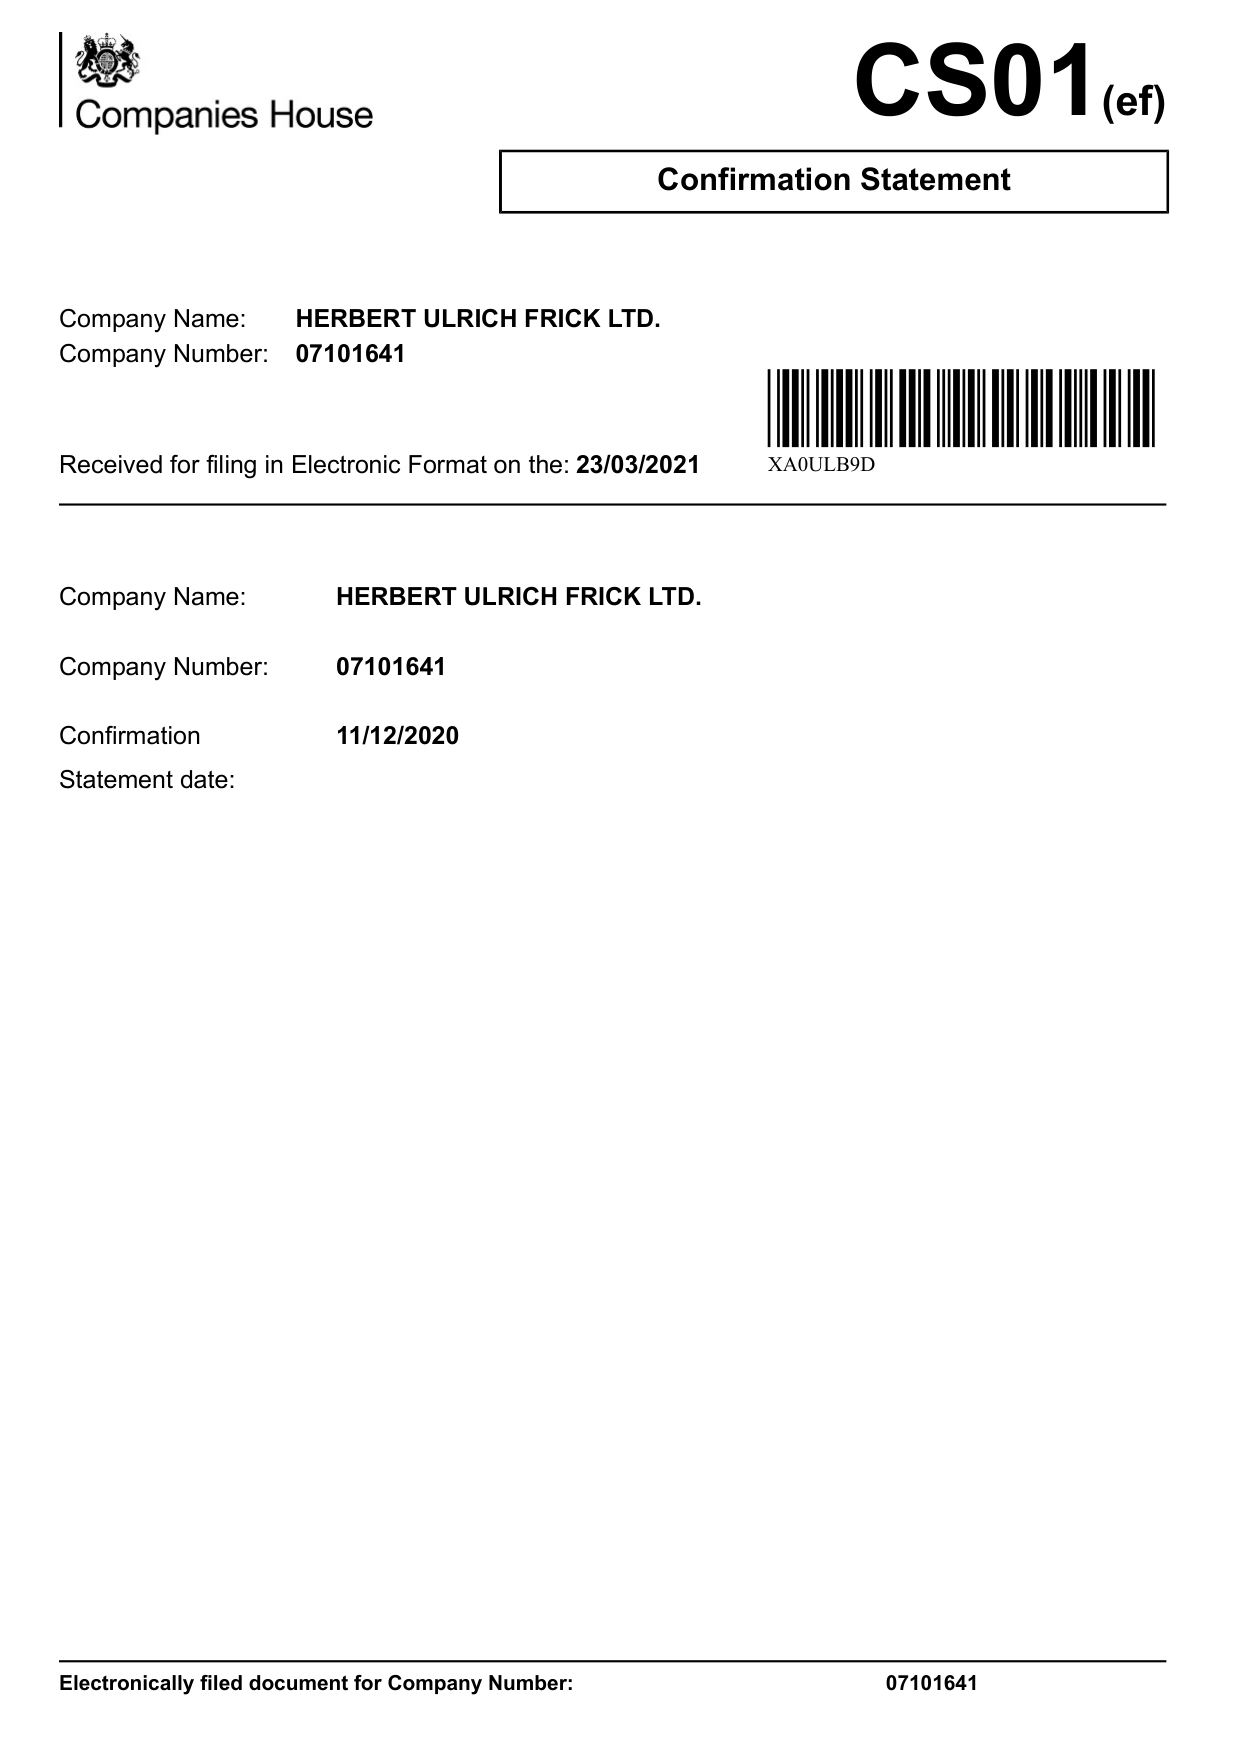 Companies House
CS01(ef)
Confirmation Statement
Company Name: HERBERT ULRICH FRICK LTD.
Company Number: 07101641
Received for filing in Electronic Format on the: 23/03/2021
XA0ULB9D
Company Name: HERBERT ULRICH FRICK LTD.
Company Number: 07101641
Confirmation 11/12/2020
Statement date:
Electronically filed document for Company Number: 07101641